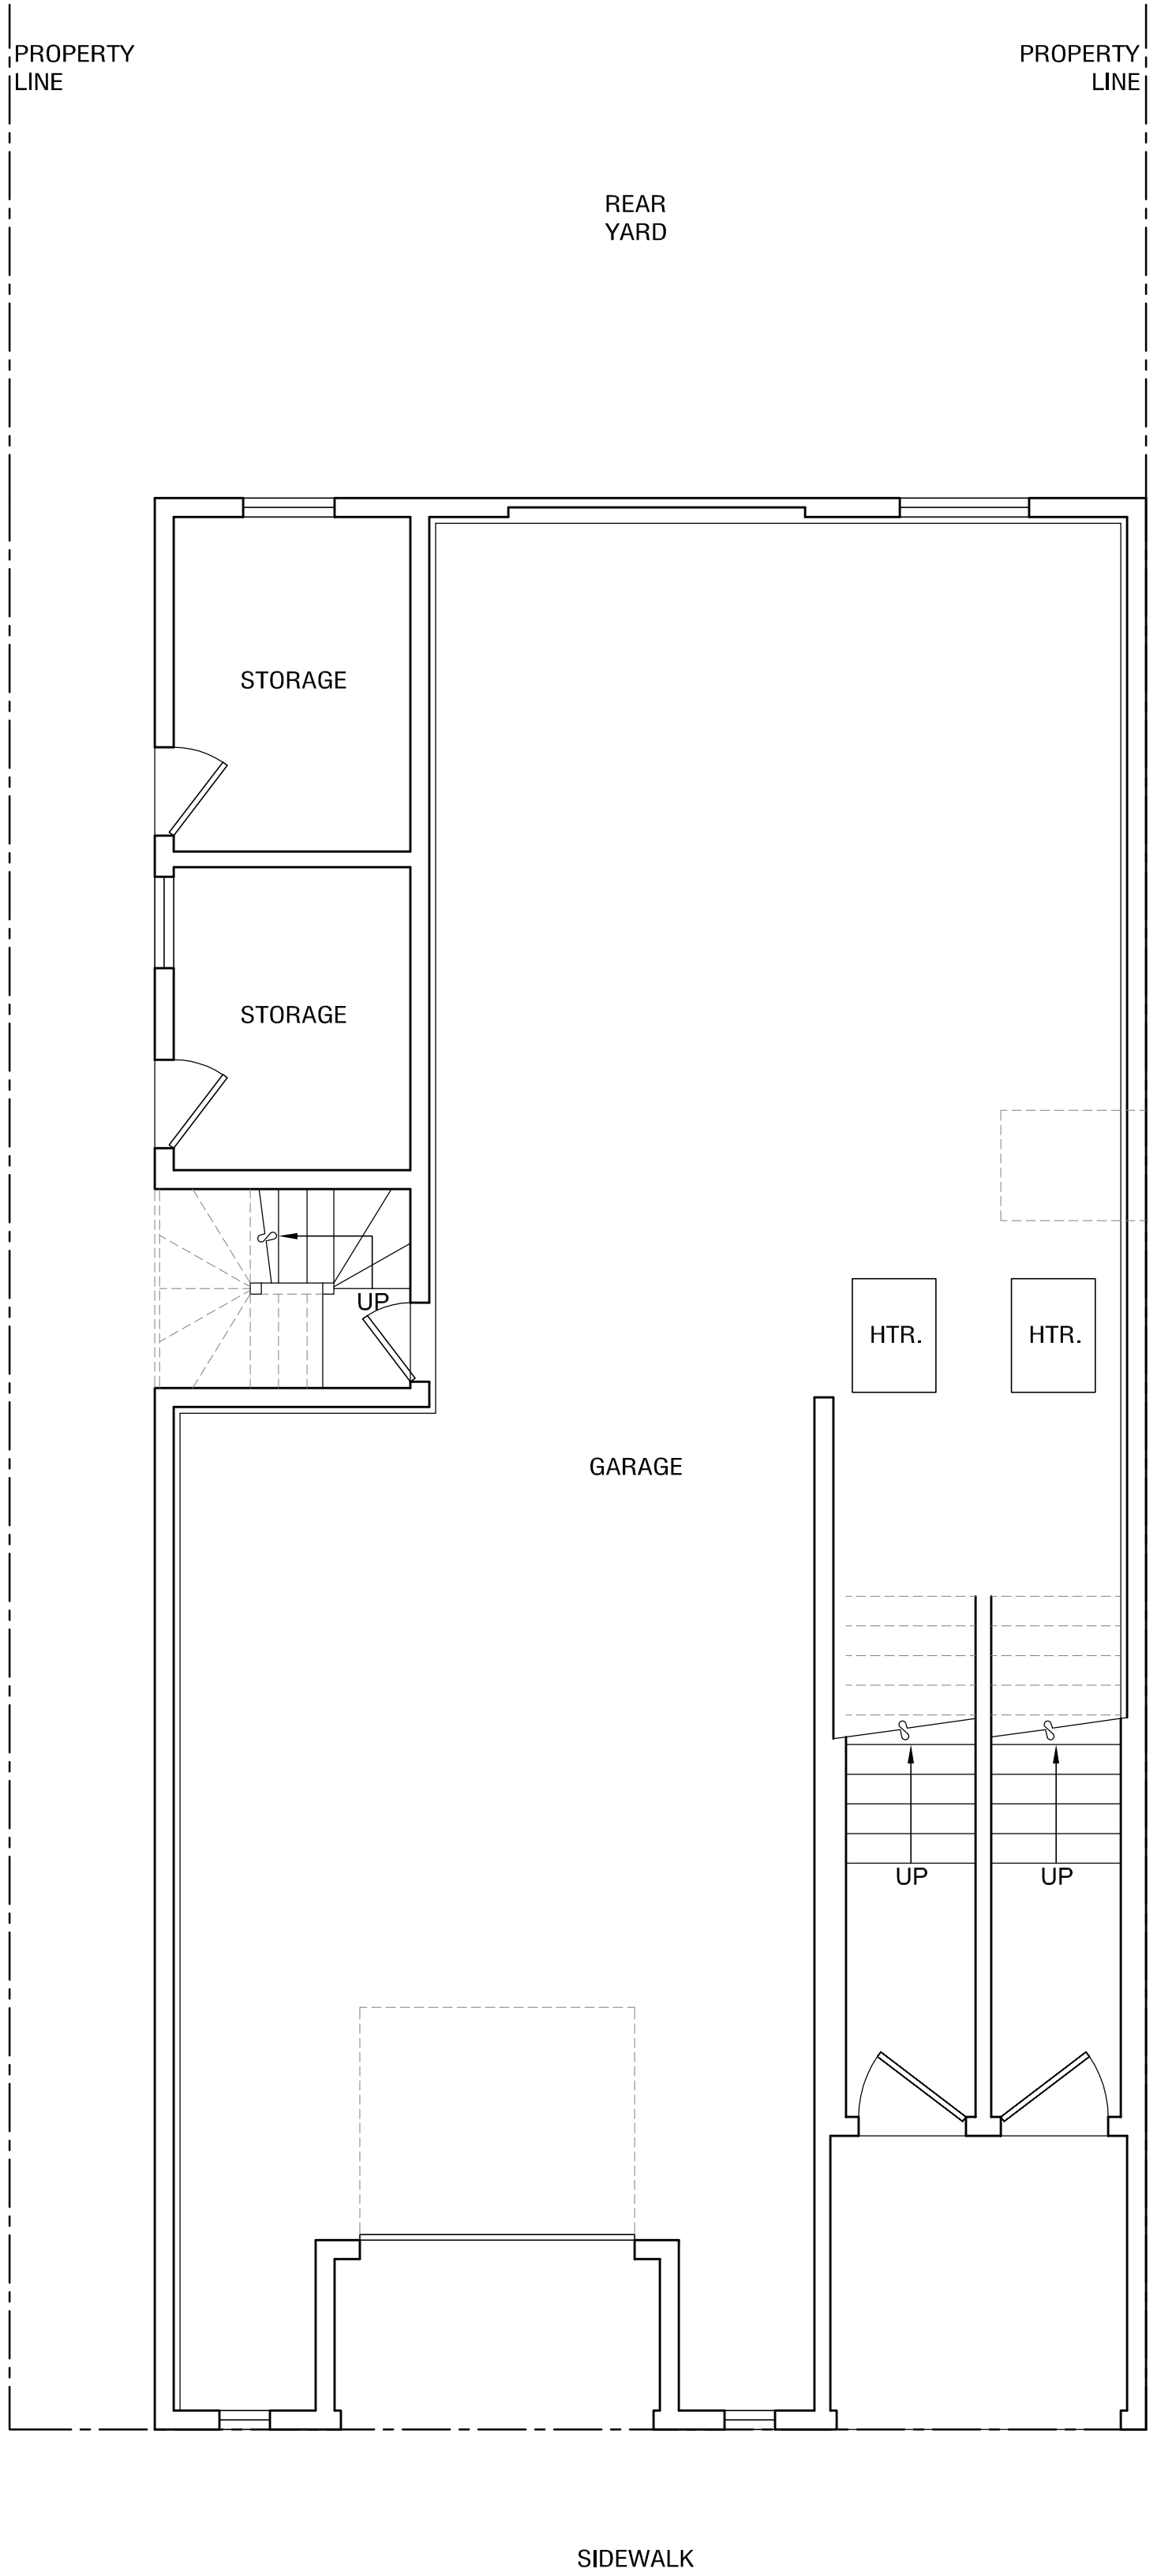 PROPERTY
LINE
PROPERTY
LINE
REAR
YARD
STORAGE
STORAGE
UP
HTR.
HTR.
GARAGE
UP
UP
SIDEWALK